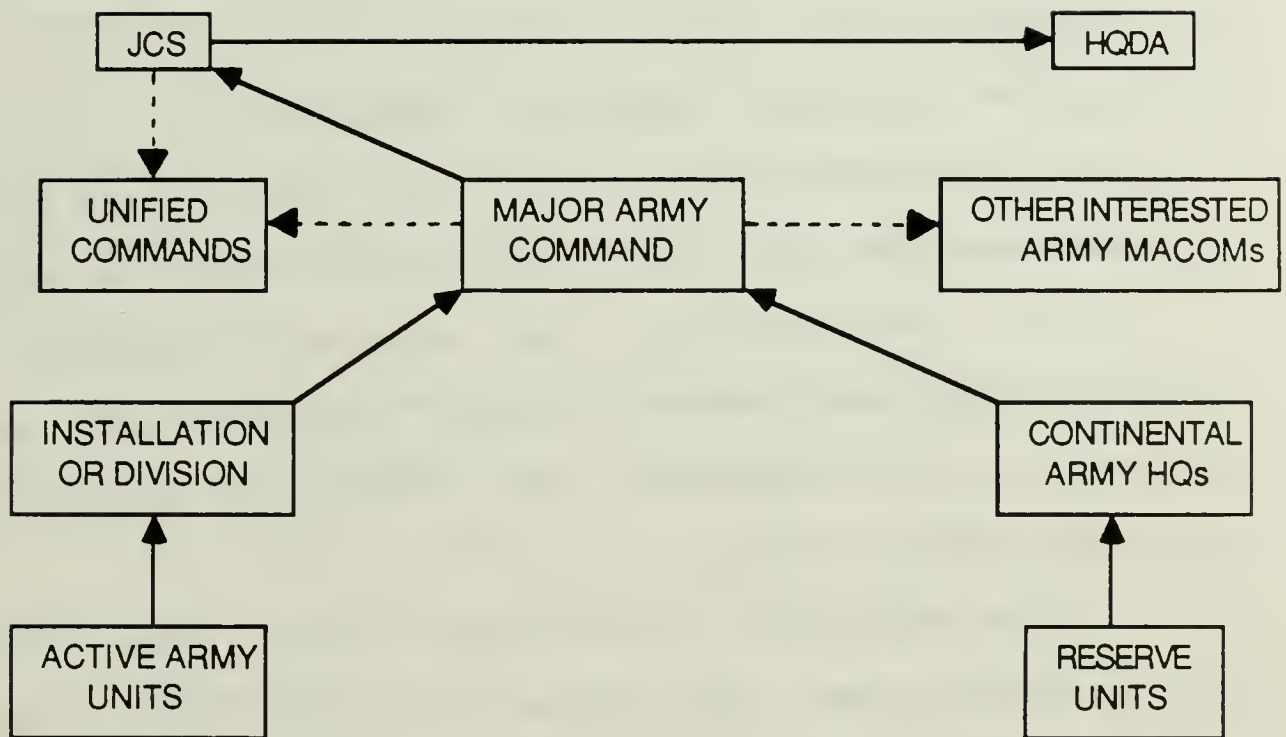 JCS
HQDA
UNIFIED
COMMANDS
MAJOR ARMY
COMMAND
OTHER INTERESTED
ARMY MACOMs
INSTALLATION
OR DIVISION
CONTINENTAL
ARMY HQs
ACTIVE ARMY
UNITS
RESERVE
UNITS